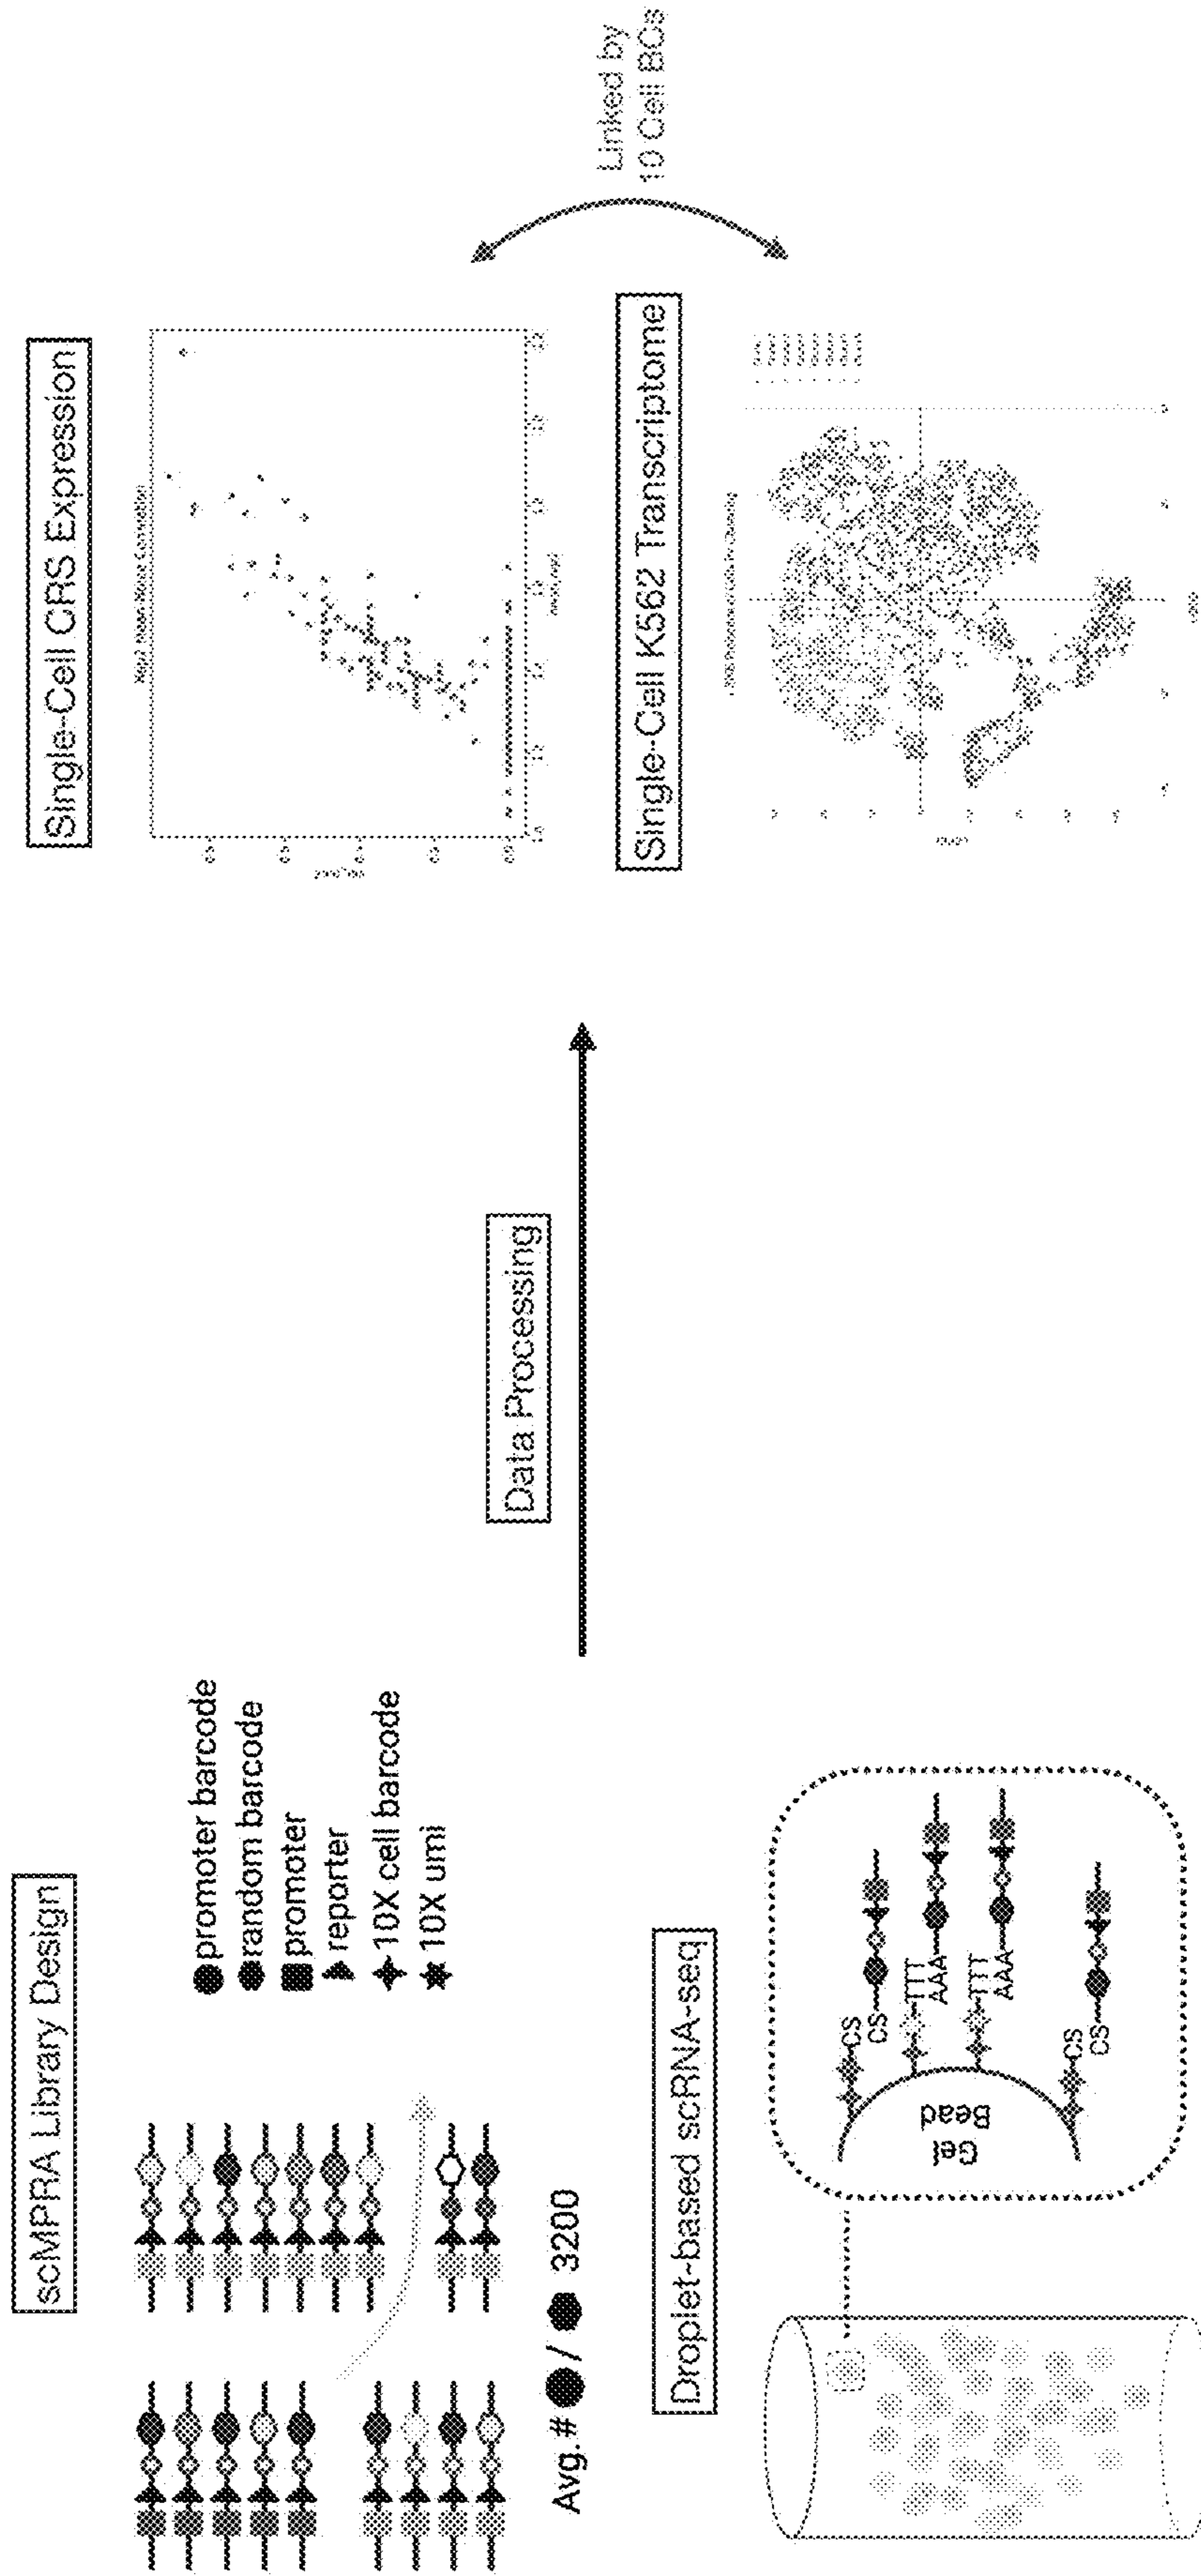 scMPRA Library Design
promoter barcode
random barcode
promoter
reporter
10X cell barcode
10X umi
Avg. # / 3200
Droplet-based scRNA-seq
Gel
Bead
CS
CS
TTT
AAA
TTT
AAA
CS
CS
Data Processing
Single-Cell CRS Expression
Single-Cell K562 Transcriptome
Linked by
10 Cell BCs